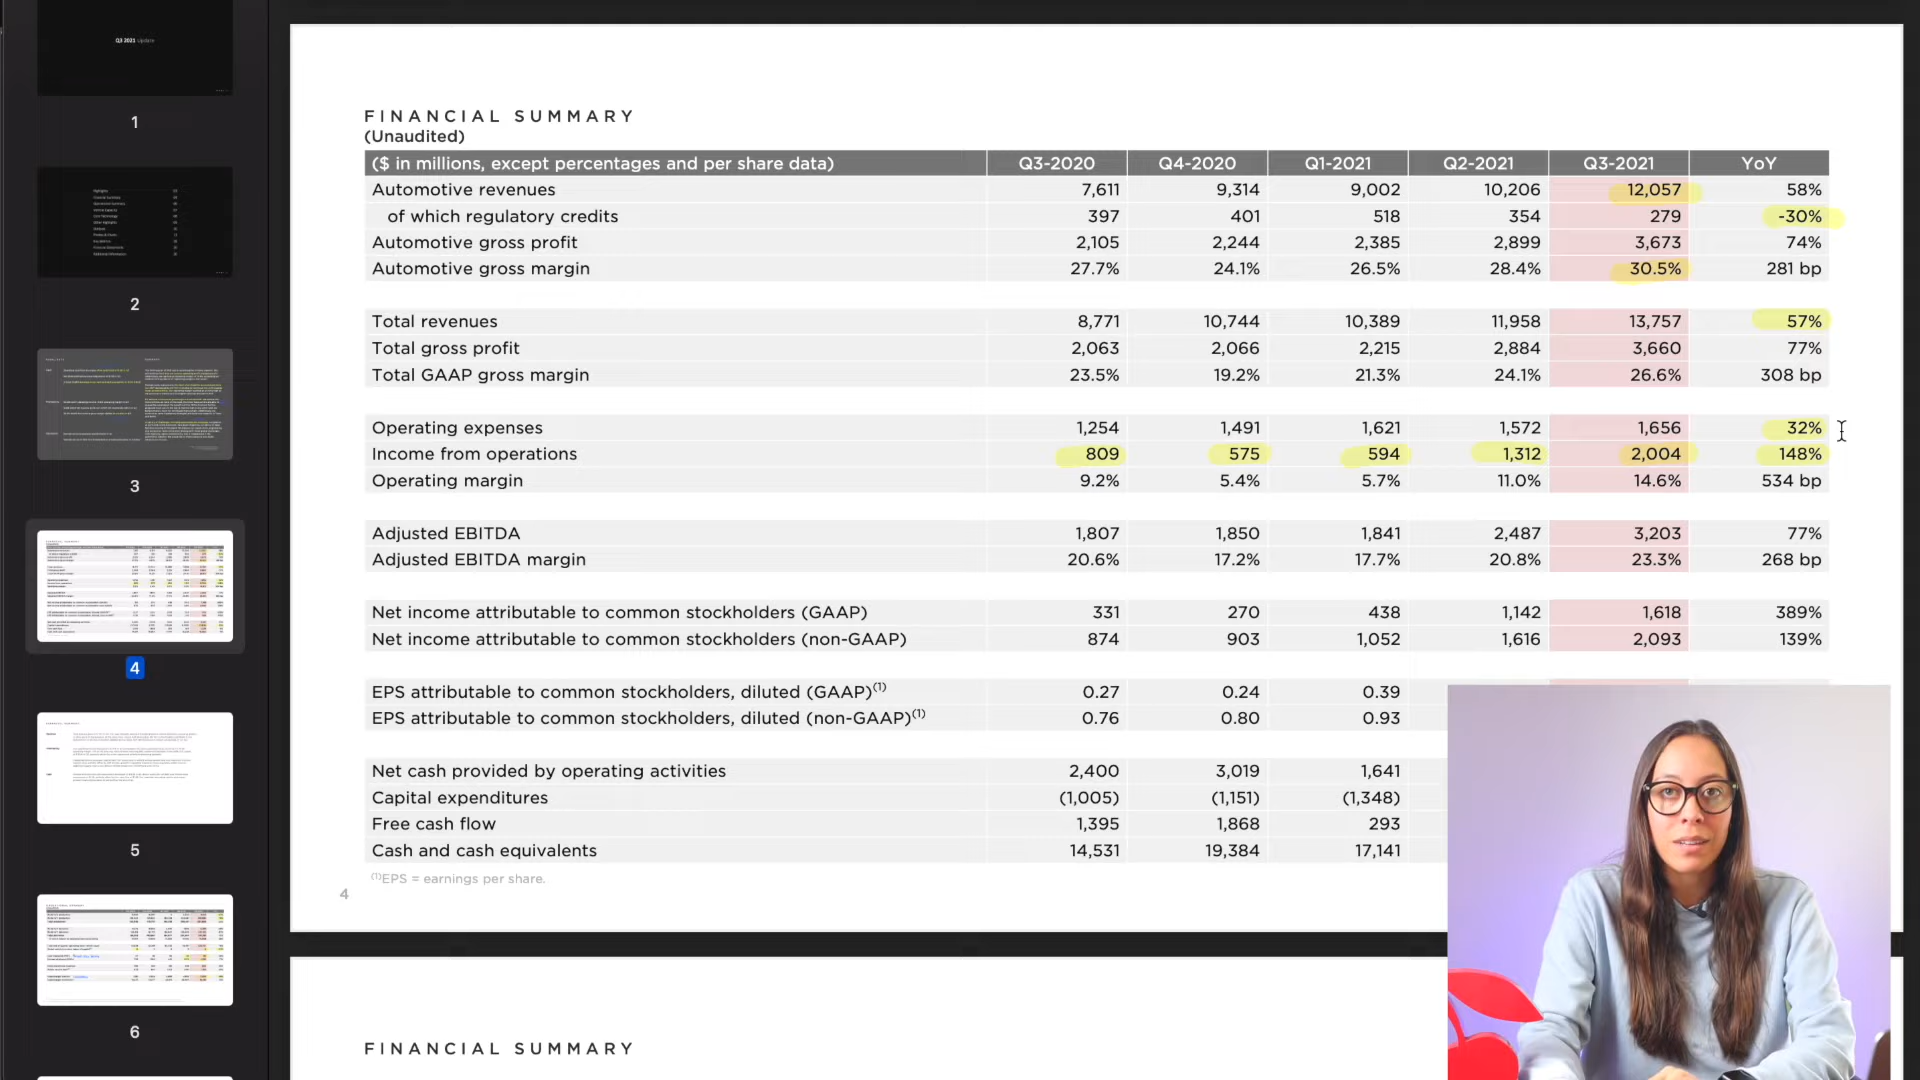 Q3 2021 Update
1
2
3
4
5
6
FINANCIAL SUMMARY
(Unaudited)
($ in millions, except percentages and per share data) Q3-2020 Q4-2020 Q1-2021 Q2-2021 Q3-2021 YoY
Automotive revenues 7,611 9,314 9,002 10,206 12,057 58%
of which regulatory credits 397 401 518 354 279 -30%
Automotive gross profit 2,105 2,244 2,385 2,899 3,673 74%
Automotive gross margin 27.7% 24.1% 26.5% 28.4% 30.5% 281 bp
Total revenues 8,771 10,744 10,389 11,958 13,757 57%
Total gross profit 2,063 2,066 2,215 2,884 3,660 77%
Total GAAP gross margin 23.5% 19.2% 21.3% 24.1% 26.6% 308 bp
Operating expenses 1,254 1,491 1,621 1,572 1,656 32%
Income from operations 809 575 594 1,312 2,004 148%
Operating margin 9.2% 5.4% 5.7% 11.0% 14.6% 534 bp
Adjusted EBITDA 1,807 1,850 1,841 2,487 3,203 77%
Adjusted EBITDA margin 20.6% 17.2% 17.7% 20.8% 23.3% 268 bp
Net income attributable to common stockholders (GAAP) 331 270 438 1,142 1,618 389%
Net income attributable to common stockholders (non-GAAP) 874 903 1,052 1,616 2,093 139%
EPS attributable to common stockholders, diluted (GAAP)(1) 0.27 0.24 0.39
EPS attributable to common stockholders, diluted (non-GAAP)(1) 0.76 0.80 0.93
Net cash provided by operating activities 2,400 3,019 1,641
Capital expenditures (1,005) (1,151) (1,348)
Free cash flow 1,395 1,868 293
Cash and cash equivalents 14,531 19,384 17,141
(1)EPS = earnings per share.
4
FINANCIAL SUMMARY